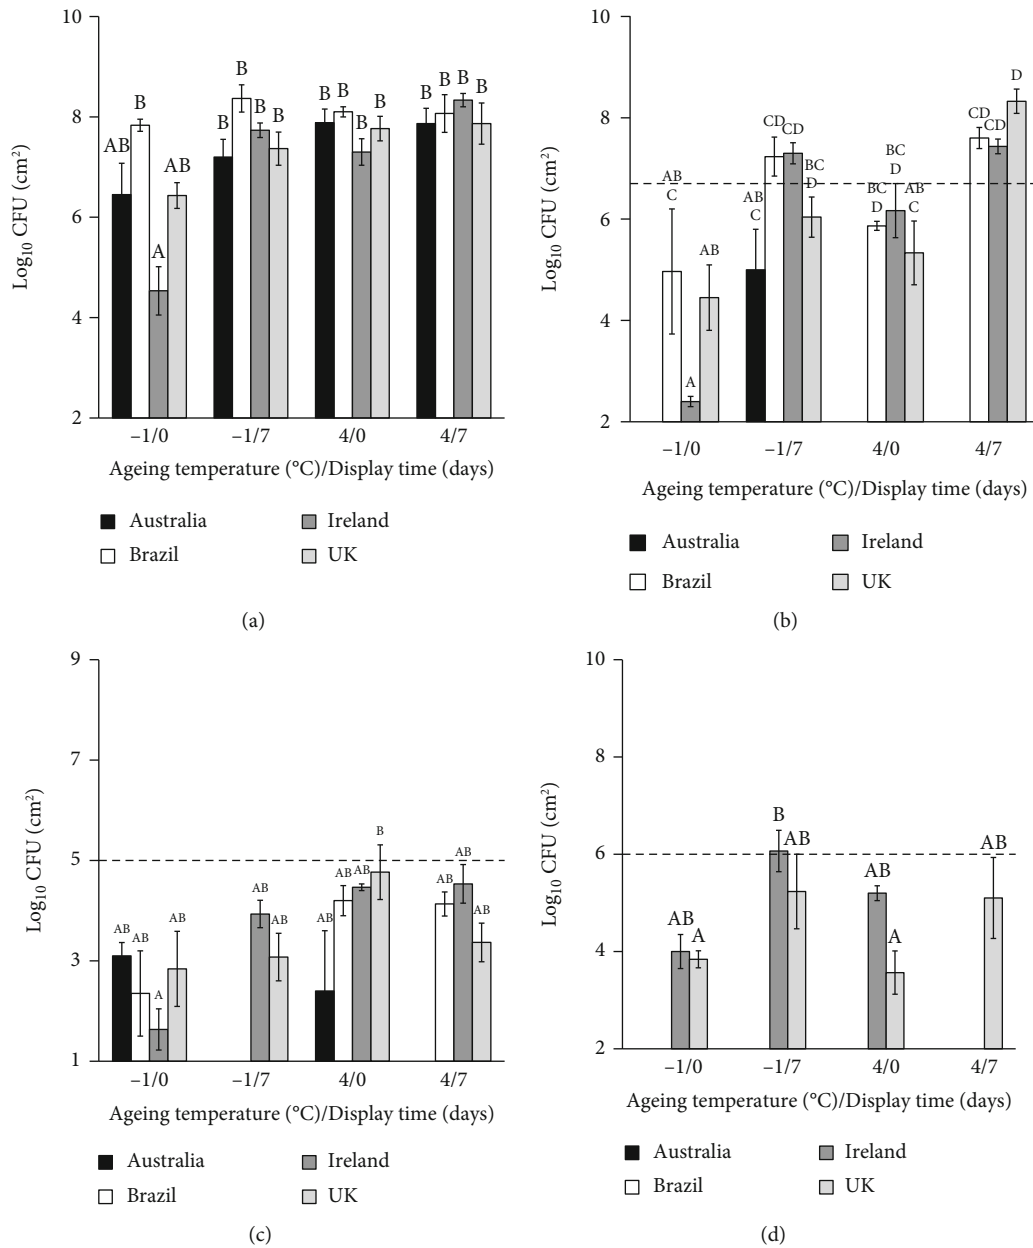 10
8
6
4
2
Log10 CFU (cm2)
AB
B
A
AB
B
B
B
B
B
B
B
B
B
B
B
B
–1/0 –1/7 4/0 4/7
Ageing temperature (°C)/Display time (days)
Australia Ireland
Brazil UK
(a)
10
8
6
4
2
Log10 CFU (cm2)
AB
C
A
AB
AB
C
CD
CD
BC
D
BC
D
BC
D
AB
C
CD
CD
D
–1/0 –1/7 4/0 4/7
Ageing temperature (°C)/Display time (days)
Australia Ireland
Brazil UK
(b)
9
7
5
3
1
Log10 CFU (cm2)
AB
AB
A
AB
AB
AB
AB
AB
AB
B
AB
AB
AB
–1/0 –1/7 4/0 4/7
Ageing temperature (°C)/Display time (days)
Australia Ireland
Brazil UK
(c)
10
8
6
4
2
Log10 CFU (cm2)
AB
A
B
AB
AB
A
AB
–1/0 –1/7 4/0 4/7
Ageing temperature (°C)/Display time (days)
Australia Ireland
Brazil UK
(d)